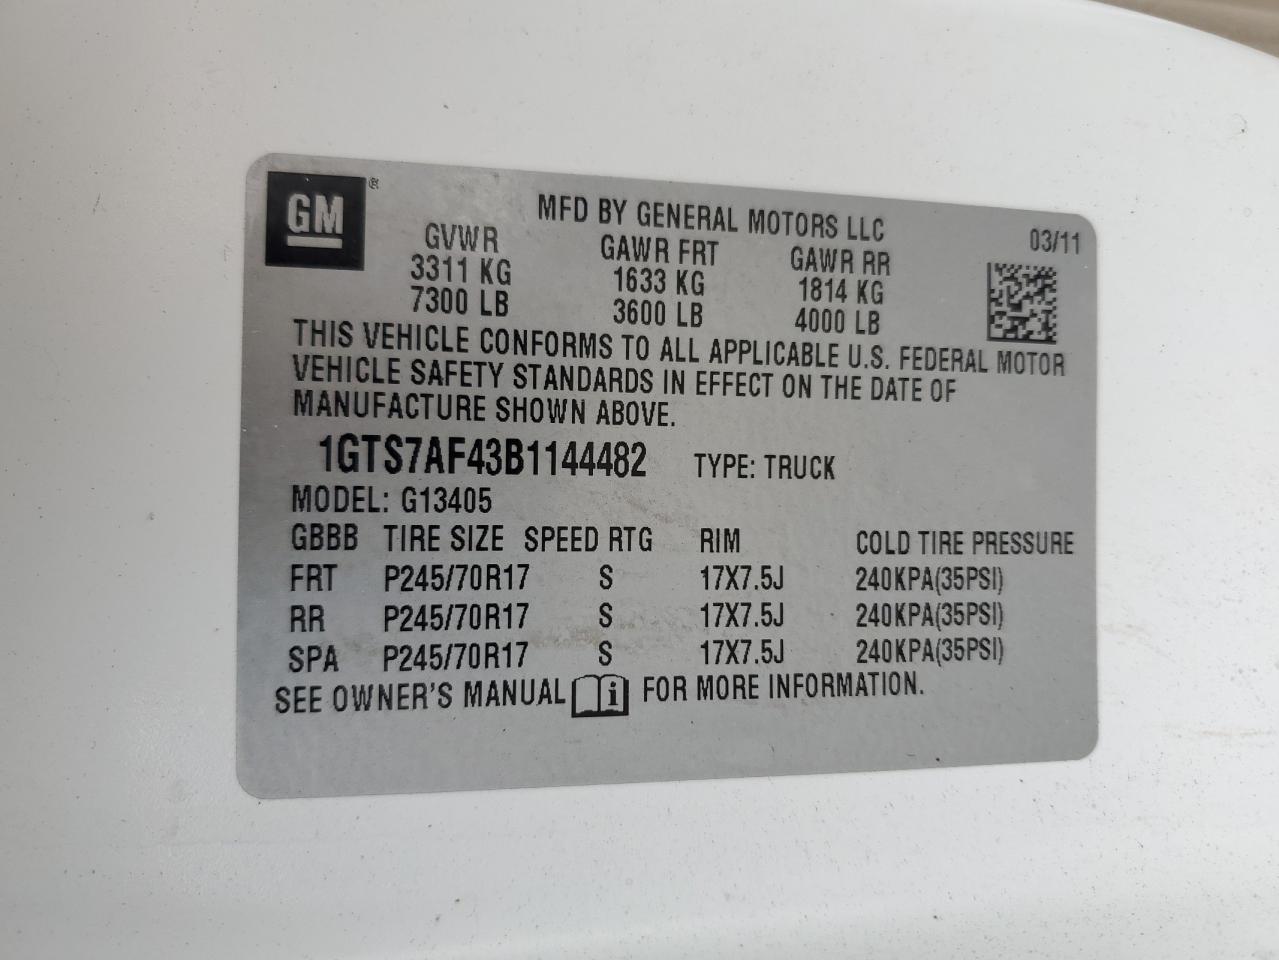 GM ®
MFD BY GENERAL MOTORS LLC
03/11
GVWR GAWR FRT GAWR RR
3311 KG 1633 KG 1814 KG
7300 LB 3600 LB 4000 LB
THIS VEHICLE CONFORMS TO ALL APPLICABLE U.S. FEDERAL MOTOR
VEHICLE SAFETY STANDARDS IN EFFECT ON THE DATE OF
MANUFACTURE SHOWN ABOVE.
1GTS7AF43B1144482 TYPE: TRUCK
MODEL: G13405
GBBB TIRE SIZE SPEED RTG RIM COLD TIRE PRESSURE
FRT P245/70R17 S 17X7.5J 240KPA(35PSI)
RR P245/70R17 S 17X7.5J 240KPA(35PSI)
SPA P245/70R17 S 17X7.5J 240KPA(35PSI)
SEE OWNER'S MANUAL i FOR MORE INFORMATION.